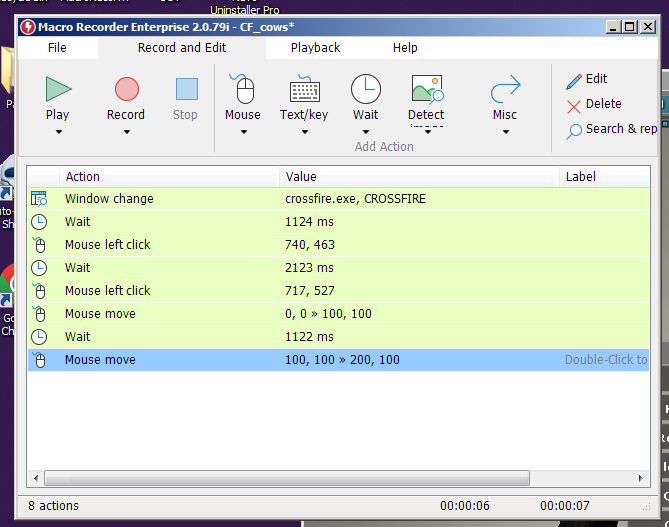 Uninstaller Pro
Macro Recorder Enterprise 2.0.79i - CF_cows*
File Record and Edit Playback Help
Play Record Stop Mouse Text/key Wait Detect Misc
Edit
Delete
Search & rep
Add Action
Action Value Label
Window change crossfire.exe, CROSSFIRE
Wait 1124 ms
Mouse left click 740, 463
Wait 2123 ms
Mouse left click 717, 527
Mouse move 0, 0 » 100, 100
Wait 1122 ms
Mouse move 100, 100 » 200, 100 Double-Click to
8 actions 00:00:06 00:00:07